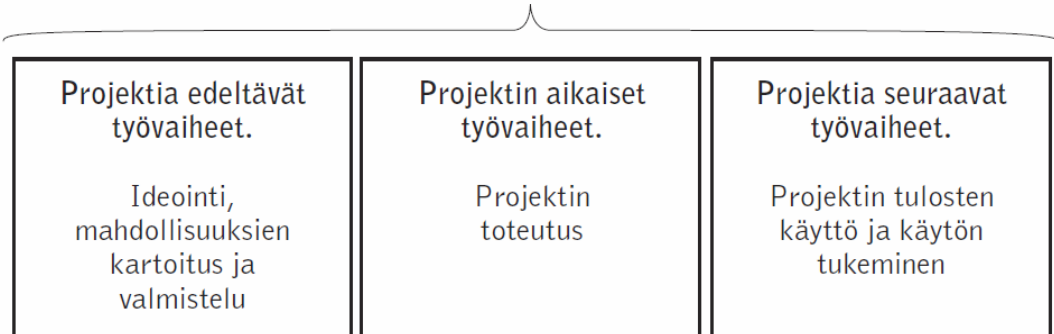 Projektia edeltävät
työvaiheet.
Ideointi,
mahdollisuuksien
kartoitus ja
valmistelu
Projektin aikaiset
työvaiheet.
Projektin
toteutus
Projektia seuraavat
työvaiheet.
Projektin tulosten
käyttö ja käytön
tukeminen